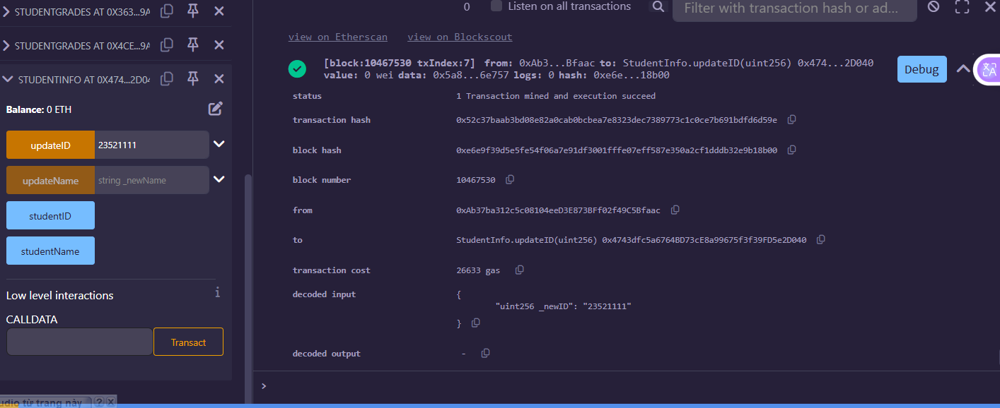 STUDENTGRADES AT 0X363...9A
STUDENTGRADES AT 0X4CE...9A
STUDENTINFO AT 0X474...2D04
Balance: 0 ETH
updateID 23521111
updateName string _newName
studentID
studentName
Low level interactions
i
CALLDATA
Transact
udio từ trang này ? X
0 Listen on all transactions Filter with transaction hash or ad...
view on Etherscan view on Blockscout
[block:10467530 txIndex:7] from: 0xAb3...Bfaac to: StudentInfo.updateID(uint256) 0x474...2D040
value: 0 wei data: 0x5a8...6e757 logs: 0 hash: 0xe6e...18b00
Debug
status 1 Transaction mined and execution succeed
transaction hash 0x52c37baab3bd08e82a0cab0bcbea7e8323dec7389773c1c0ce7b691bdfd6d59e
block hash 0xe6e9f39d5e5fe54f06a7e91df3001fffe07eff587e350a2cf1dddb32e9b18b00
block number 10467530
from 0xAb37ba312c5c08104eeD3E873BFf02f49C5Bfaac
to StudentInfo.updateID(uint256) 0x4743dfc5a6764BD73cE8a99675f3f39FD5e2D040
transaction cost 26633 gas
decoded input {
"uint256 _newID": "23521111"
}
decoded output -
>